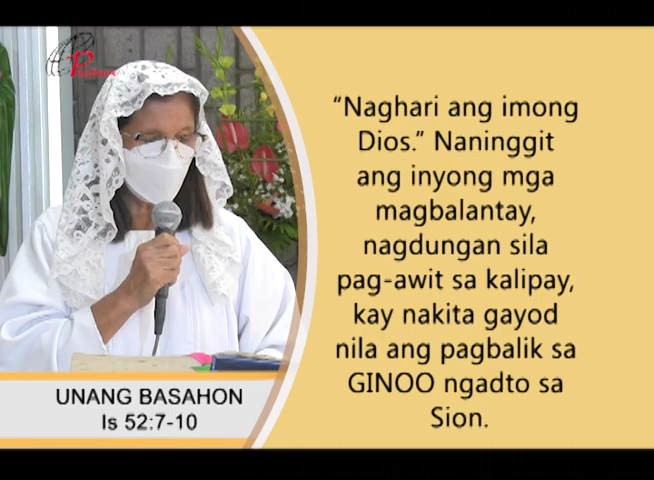 UNANG BASAHON
Is 52:7-10
“Naghari ang imong
Dios.” Naninggit
ang inyong mga
magbalantay,
nagdungan sila
pag-awit sa kalipay,
kay nakita gayod
nila ang pagbalik sa
GINOO ngadto sa
Sion.